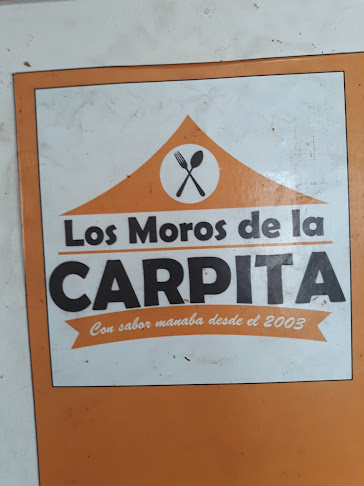 Los Moros de la
CARPITA
Con sabor manaba desde el 2003